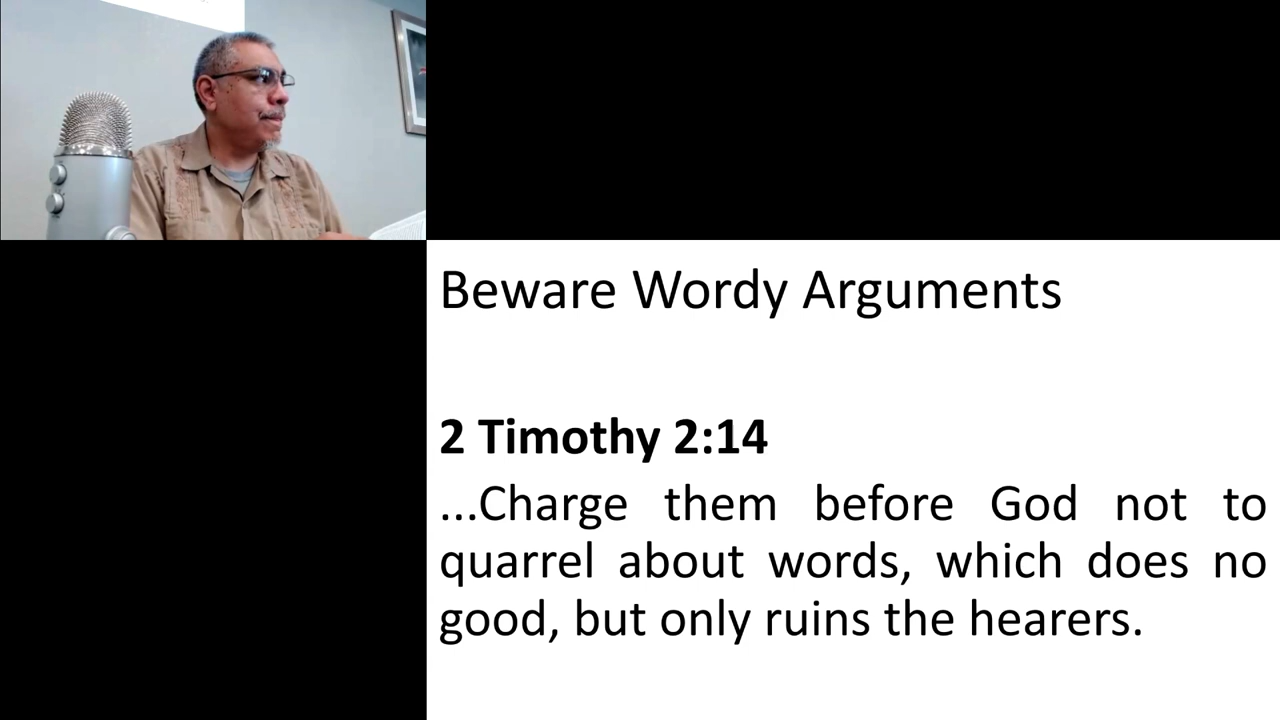 Beware Wordy Arguments
2 Timothy 2:14
...Charge them before God not to
quarrel about words, which does no
good, but only ruins the hearers.